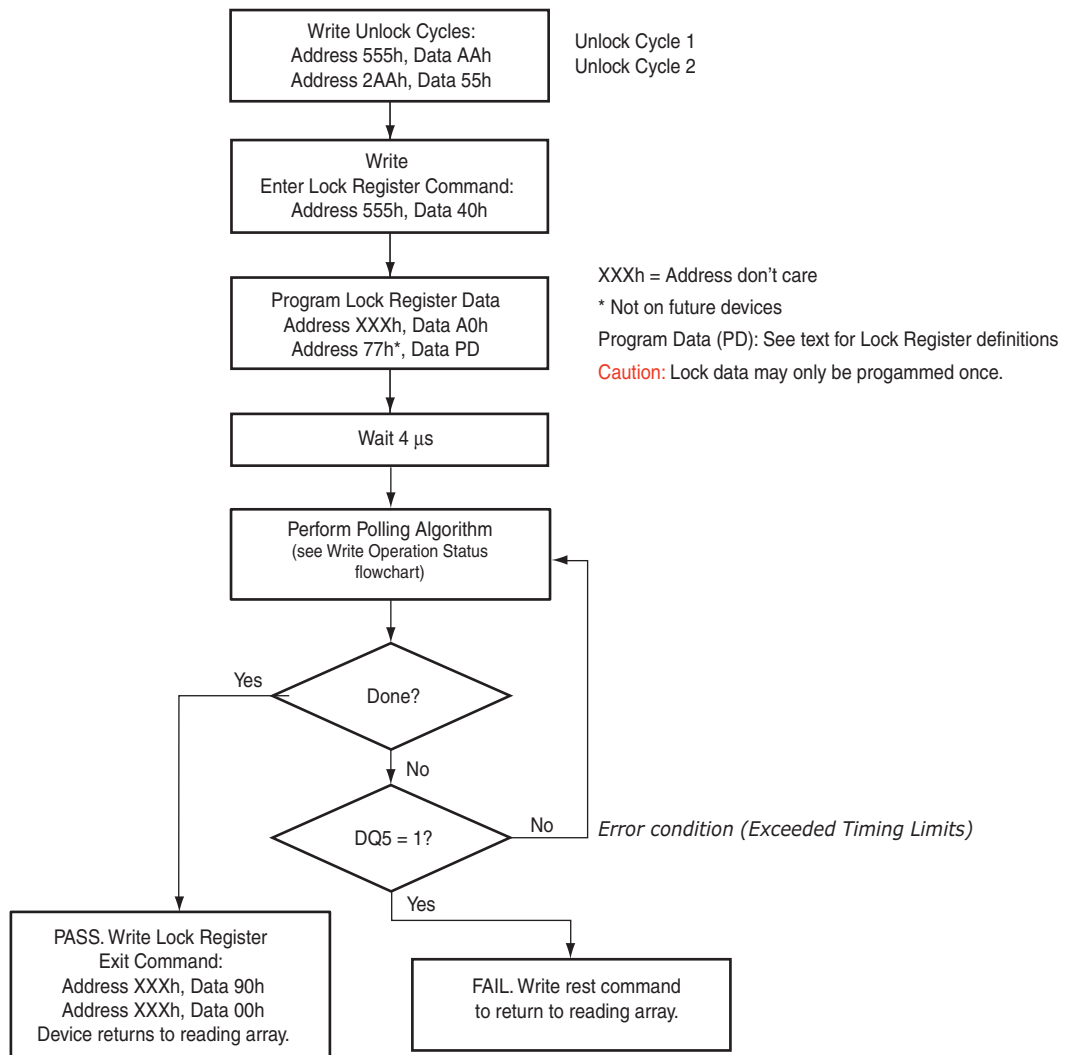 Write Unlock Cycles:
Address 555h, Data AAh
Address 2AAh, Data 55h
Unlock Cycle 1
Unlock Cycle 2
Write
Enter Lock Register Command:
Address 555h, Data 40h
Program Lock Register Data
Address XXXh, Data A0h
Address 77h*, Data PD
XXXh = Address don't care
* Not on future devices
Program Data (PD): See text for Lock Register definitions
Caution: Lock data may only be progammed once.
Wait 4 μs
Perform Polling Algorithm
(see Write Operation Status
flowchart)
Yes
Done?
No
DQ5 = 1?
No
Error condition (Exceeded Timing Limits)
Yes
PASS. Write Lock Register
Exit Command:
Address XXXh, Data 90h
Address XXXh, Data 00h
Device returns to reading array.
FAIL. Write rest command
to return to reading array.